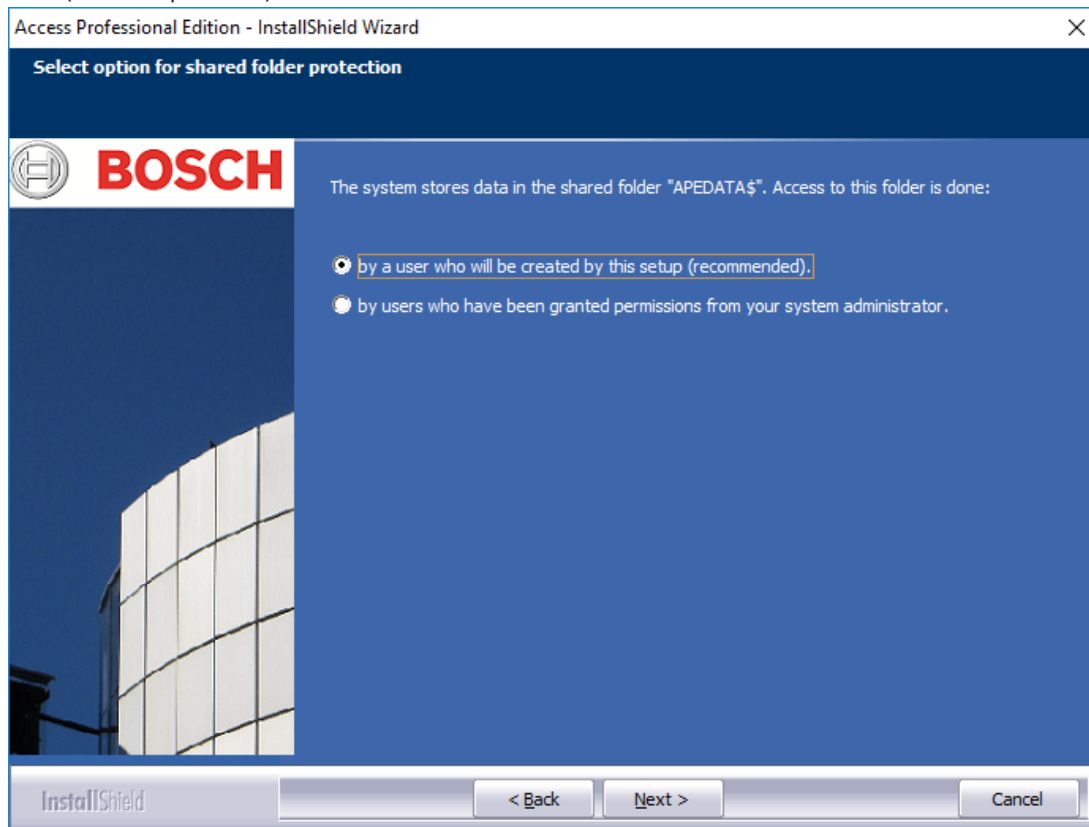 Access Professional Edition - InstallShield Wizard
Select option for shared folder protection
BOSCH
The system stores data in the shared folder "APEDATA$". Access to this folder is done:
by a user who will be created by this setup (recommended).
by users who have been granted permissions from your system administrator.
InstallShield
< Back
Next >
Cancel